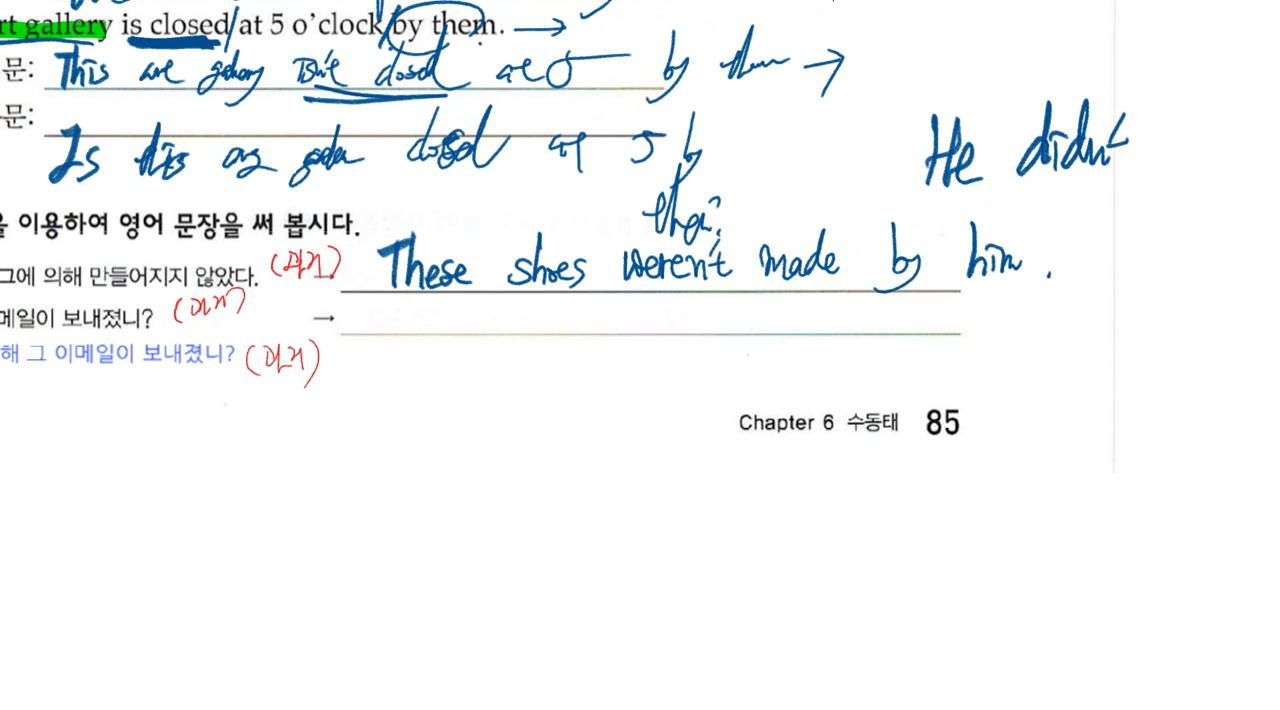 rt gallery is closed at 5 o'clock by them. →
문: This art gallery isn't closed at 5 by them →
문:
Is this art galler closed at 5 by
them?
He didn't
을 이용하여 영어 문장을 써 봅시다.
그에 의해 만들어지지 않았다. (과거) → These shoes weren't made by him.
메일이 보내졌니? (과거) →
해 그 이메일이 보내졌니? (과거)
Chapter 6 수동태 85